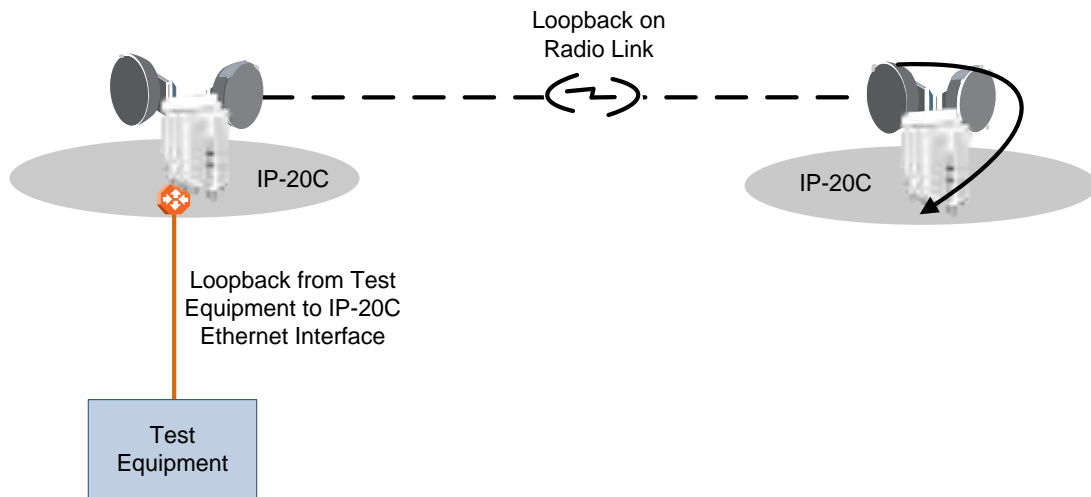 Loopback on
Radio Link
IP-20C
IP-20C
Loopback from Test
Equipment to IP-20C
Ethernet Interface
Test
Equipment